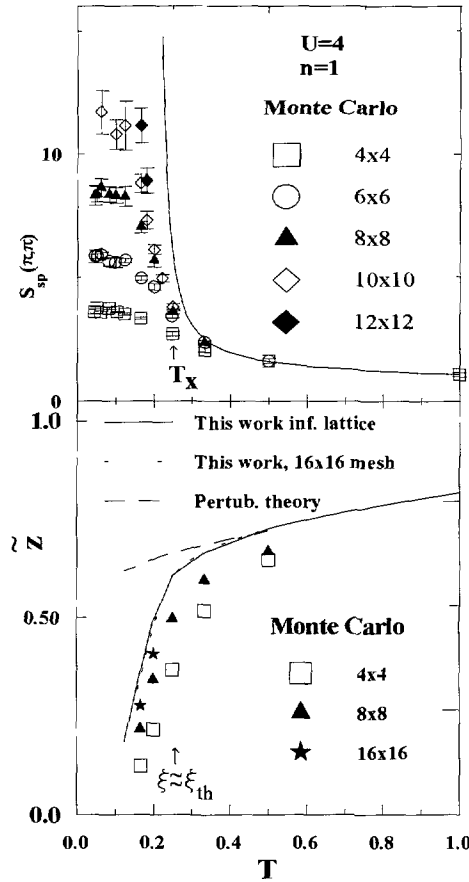 U=4
n=1
Monte Carlo
4x4
6x6
8x8
10x10
12x12
10
S_sp(π,π)
↑
T_X
0
1.0
This work inf. lattice
This work, 16x16 mesh
Pertub. theory
z̃
0.50
Monte Carlo
4x4
8x8
16x16
↑
ξ≈ξ_th
0.0
0.0 0.2 0.4 0.6 0.8 1.0
T